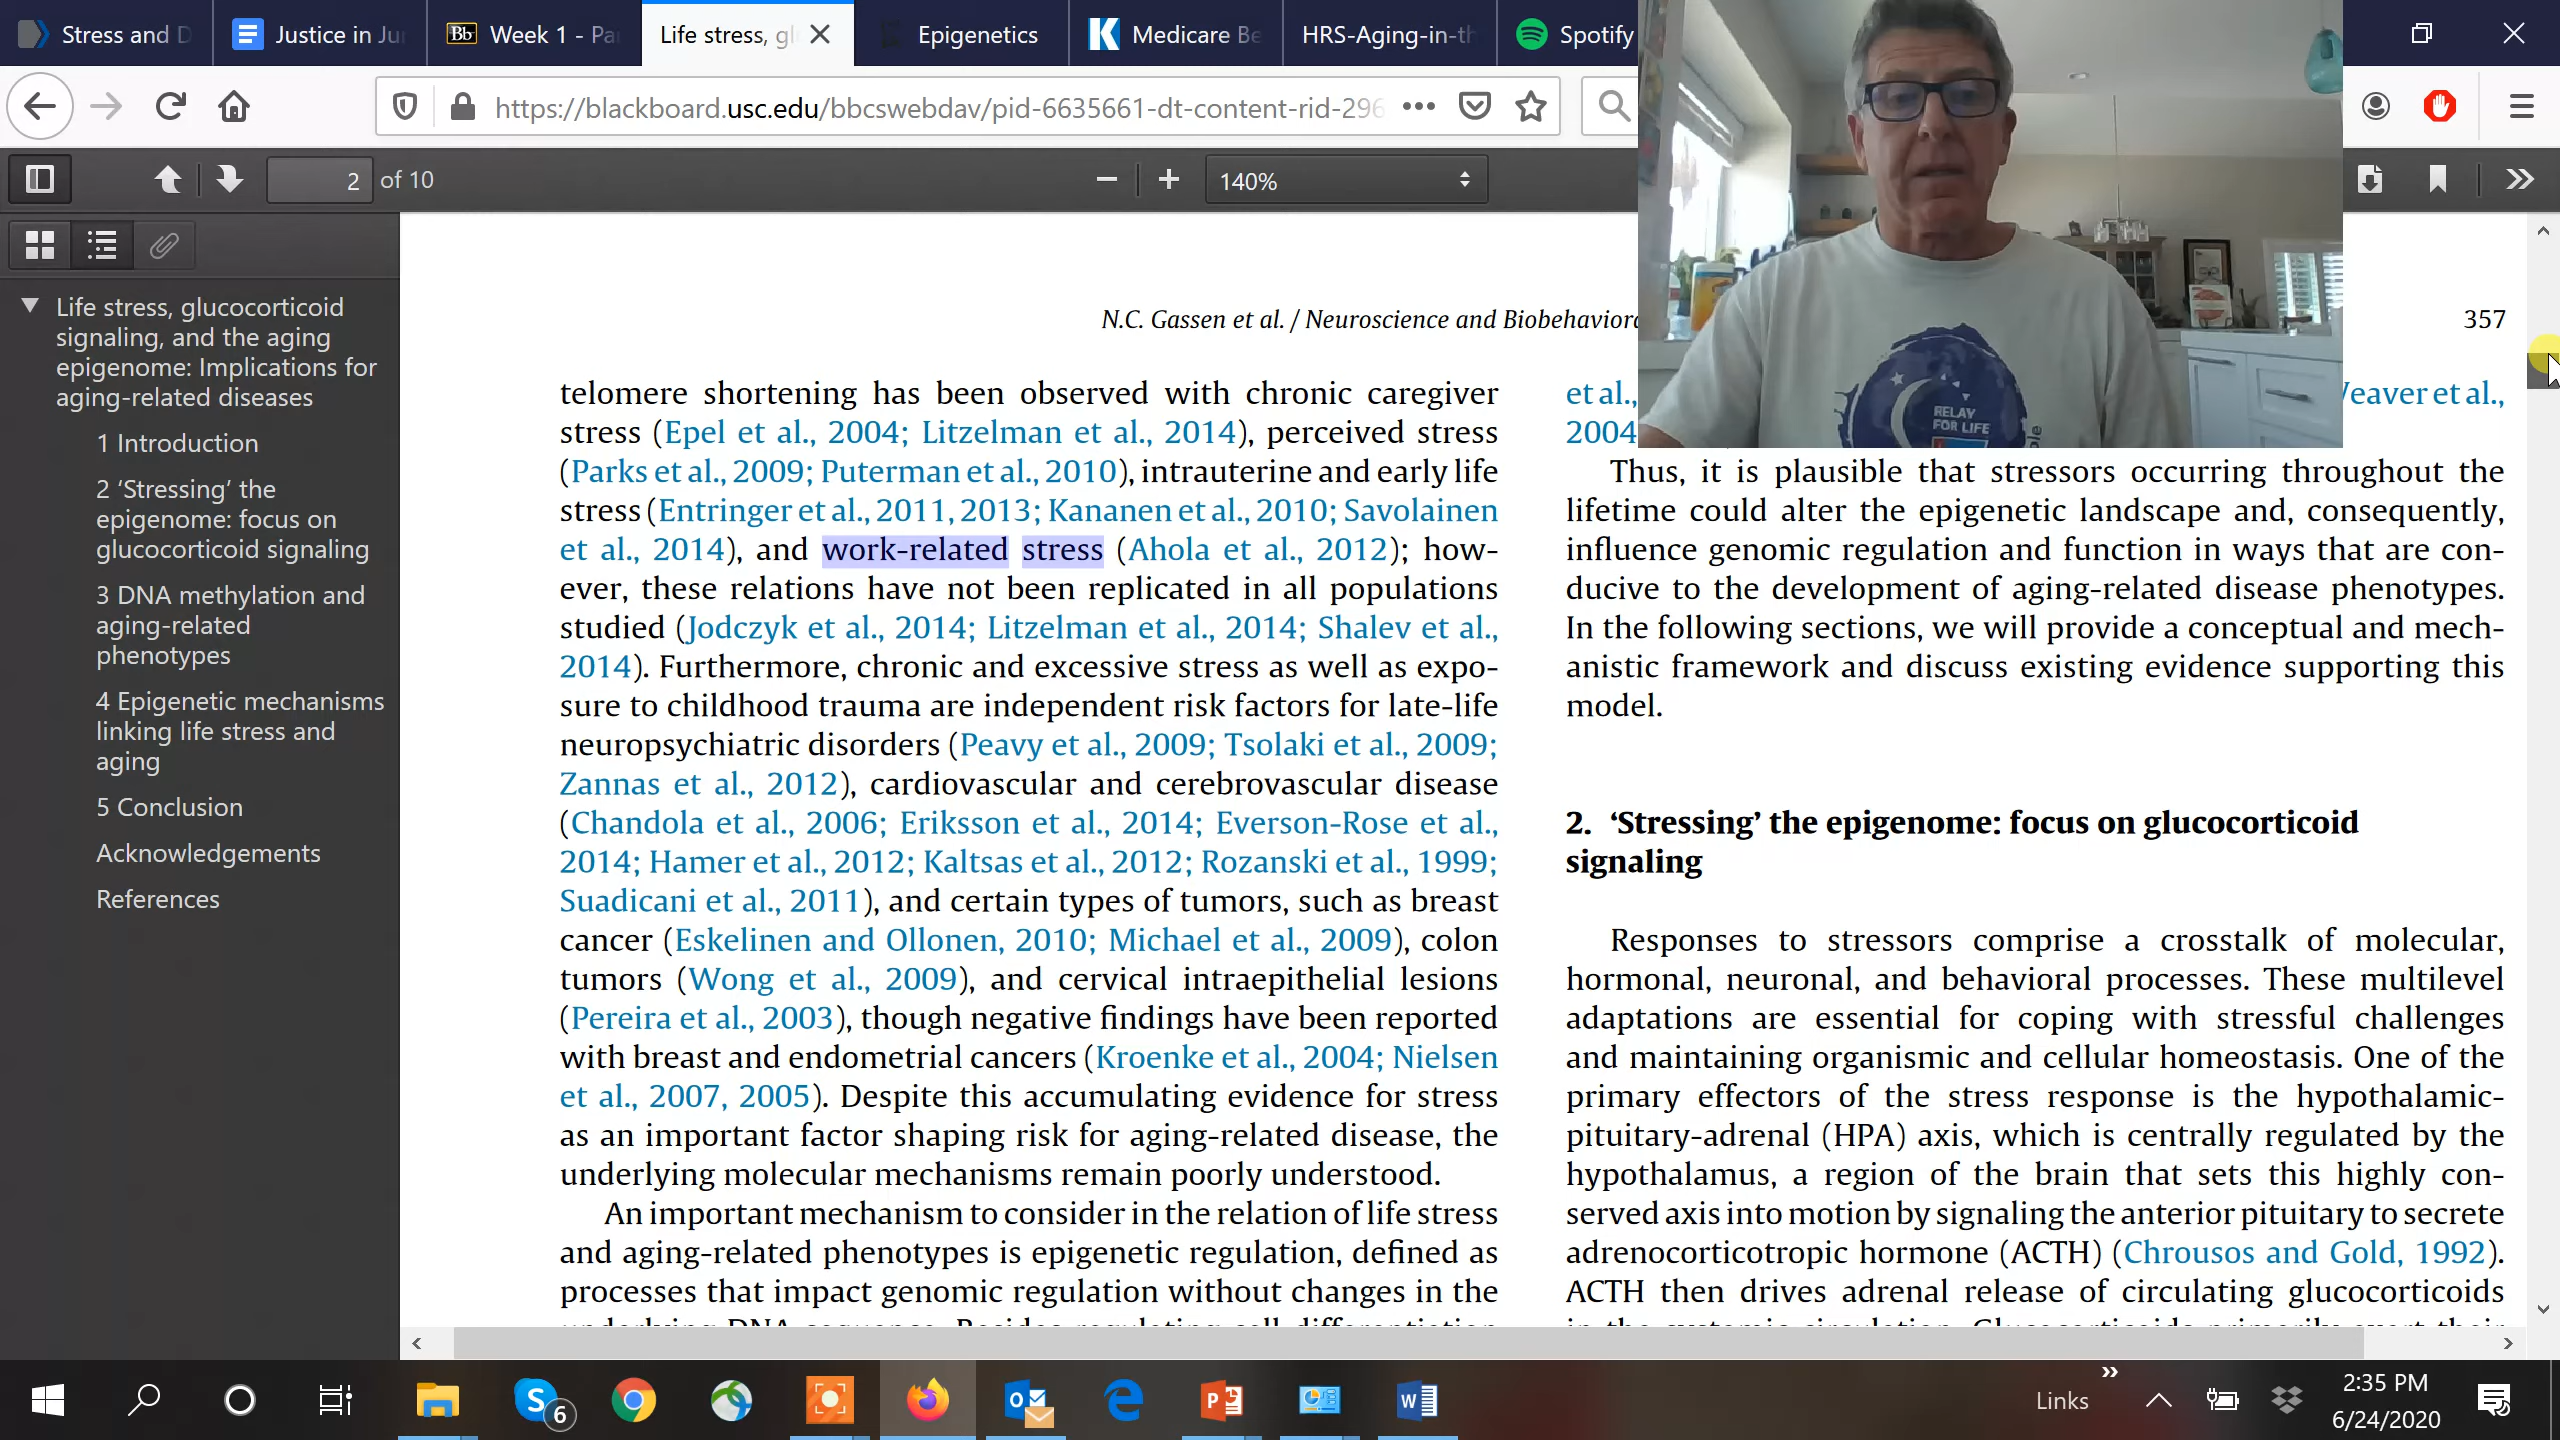 Stress and D
Justice in Ju
Bb Week 1 - Pa
Life stress, gl
Epigenetics
K Medicare Be
HRS-Aging-in-th
Spotify
https://blackboard.usc.edu/bbcswebdav/pid-6635661-dt-content-rid-296
2 of 10
140%
Life stress, glucocorticoid
signaling, and the aging
epigenome: Implications for
aging-related diseases
1 Introduction
2 ‘Stressing’ the
epigenome: focus on
glucocorticoid signaling
3 DNA methylation and
aging-related
phenotypes
4 Epigenetic mechanisms
linking life stress and
aging
5 Conclusion
Acknowledgements
References
N.C. Gassen et al. / Neuroscience and Biobehaviora
357
telomere shortening has been observed with chronic caregiver
stress (Epel et al., 2004; Litzelman et al., 2014), perceived stress
(Parks et al., 2009; Puterman et al., 2010), intrauterine and early life
stress (Entringer et al., 2011, 2013; Kananen et al., 2010; Savolainen
et al., 2014), and work-related stress (Ahola et al., 2012); how-
ever, these relations have not been replicated in all populations
studied (Jodczyk et al., 2014; Litzelman et al., 2014; Shalev et al.,
2014). Furthermore, chronic and excessive stress as well as expo-
sure to childhood trauma are independent risk factors for late-life
neuropsychiatric disorders (Peavy et al., 2009; Tsolaki et al., 2009;
Zannas et al., 2012), cardiovascular and cerebrovascular disease
(Chandola et al., 2006; Eriksson et al., 2014; Everson-Rose et al.,
2014; Hamer et al., 2012; Kaltsas et al., 2012; Rozanski et al., 1999;
Suadicani et al., 2011), and certain types of tumors, such as breast
cancer (Eskelinen and Ollonen, 2010; Michael et al., 2009), colon
tumors (Wong et al., 2009), and cervical intraepithelial lesions
(Pereira et al., 2003), though negative findings have been reported
with breast and endometrial cancers (Kroenke et al., 2004; Nielsen
et al., 2007, 2005). Despite this accumulating evidence for stress
as an important factor shaping risk for aging-related disease, the
underlying molecular mechanisms remain poorly understood.
An important mechanism to consider in the relation of life stress
and aging-related phenotypes is epigenetic regulation, defined as
processes that impact genomic regulation without changes in the
et al., Weaver et al.,
2004
Thus, it is plausible that stressors occurring throughout the
lifetime could alter the epigenetic landscape and, consequently,
influence genomic regulation and function in ways that are con-
ducive to the development of aging-related disease phenotypes.
In the following sections, we will provide a conceptual and mech-
anistic framework and discuss existing evidence supporting this
model.
2. ‘Stressing’ the epigenome: focus on glucocorticoid
signaling
Responses to stressors comprise a crosstalk of molecular,
hormonal, neuronal, and behavioral processes. These multilevel
adaptations are essential for coping with stressful challenges
and maintaining organismic and cellular homeostasis. One of the
primary effectors of the stress response is the hypothalamic-
pituitary-adrenal (HPA) axis, which is centrally regulated by the
hypothalamus, a region of the brain that sets this highly con-
served axis into motion by signaling the anterior pituitary to secrete
adrenocorticotropic hormone (ACTH) (Chrousos and Gold, 1992).
ACTH then drives adrenal release of circulating glucocorticoids
RELAY
FOR LIFE
6
Links
2:35 PM
6/24/2020